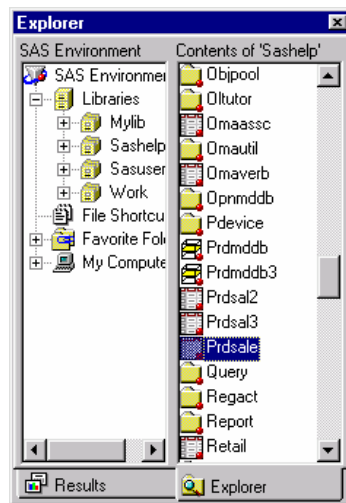 Explorer
SAS Environment
Contents of 'Sashelp'
SAS Environmer
Libraries
Mylib
Sashelp
Sasuser
Work
File Shortcu
Favorite Fol
My Compute
Objpool
Oltutor
Omaassc
Omautil
Omaverb
Opnmddb
Pdevice
Prdmddb
Prdmddb3
Prdsal2
Prdsal3
Prdsale
Query
Regact
Report
Retail
Results
Explorer